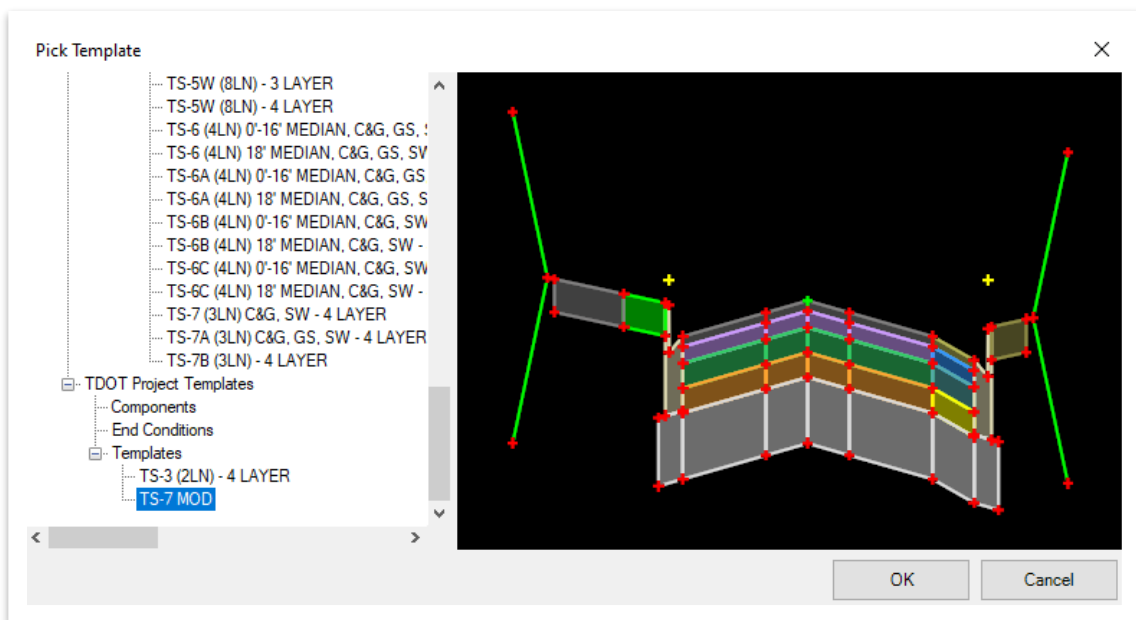 Pick Template
TS-5W (8LN) - 3 LAYER
TS-5W (8LN) - 4 LAYER
TS-6 (4LN) 0'-16' MEDIAN, C&G, GS,
TS-6 (4LN) 18' MEDIAN, C&G, GS, SW
TS-6A (4LN) 0'-16' MEDIAN, C&G, GS
TS-6A (4LN) 18' MEDIAN, C&G, GS, S
TS-6B (4LN) 0'-16' MEDIAN, C&G, SW
TS-6B (4LN) 18' MEDIAN, C&G, SW -
TS-6C (4LN) 0'-16' MEDIAN, C&G, SW
TS-6C (4LN) 18' MEDIAN, C&G, SW -
TS-7 (3LN) C&G, SW - 4 LAYER
TS-7A (3LN) C&G, GS, SW - 4 LAYER
TS-7B (3LN) - 4 LAYER
TDOT Project Templates
Components
End Conditions
Templates
TS-3 (2LN) - 4 LAYER
TS-7 MOD
OK Cancel